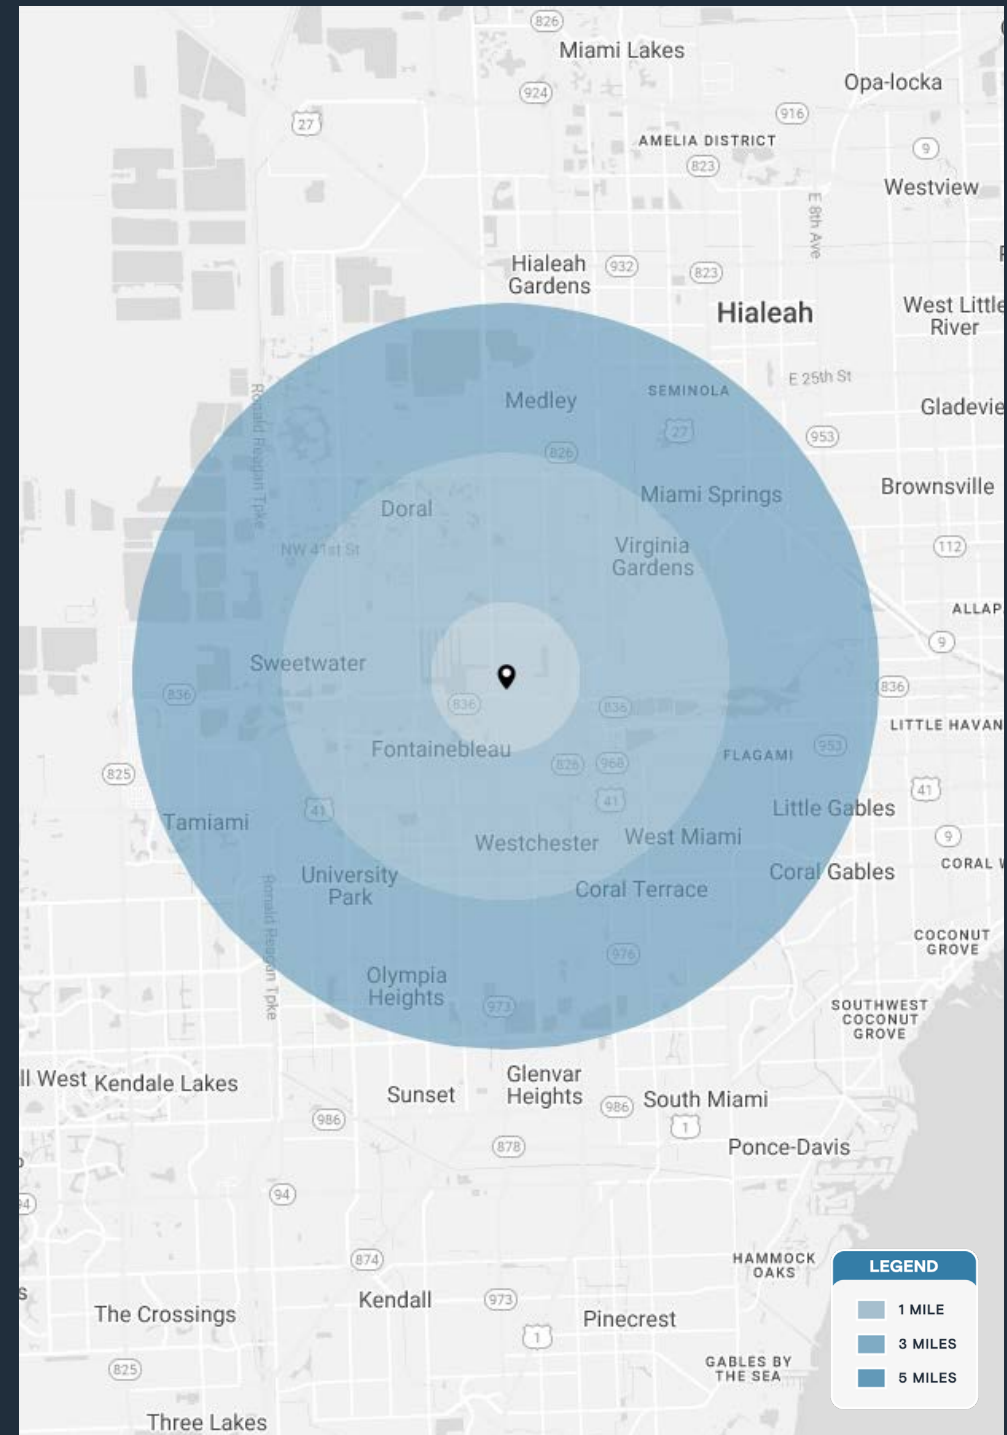 826
Miami Lakes
Opa-locka
924
916
27
AMELIA DISTRICT
9
823
Westview
E 8th Ave
Hialeah
Gardens
932
823
Hialeah
West Little
River
E 25th St
SEMINOLA
Medley
Gladevie
27
953
Ronald Reagan Tpke
826
Brownsville
Miami Springs
Doral
NW 41st St
Virginia
Gardens
112
ALLAP
9
Sweetwater
836
836
836
836
LITTLE HAVAN
Fontainebleau
FLAGAMI
953
826
968
825
41
41
41
Little Gables
Tamiami
9
Westchester
West Miami
CORAL W
University
Park
Coral Gables
Coral Terrace
Ronald Reagan Tpke
COCONUT
GROVE
976
Olympia
Heights
973
SOUTHWEST
COCONUT
GROVE
ll West
Kendale Lakes
Sunset
Glenvar
Heights
986
South Miami
986
1
878
Ponce-Davis
94
874
HAMMOCK
OAKS
LEGEND
1 MILE
3 MILES
5 MILES
Kendall
973
The Crossings
Pinecrest
1
825
GABLES BY
THE SEA
Three Lakes